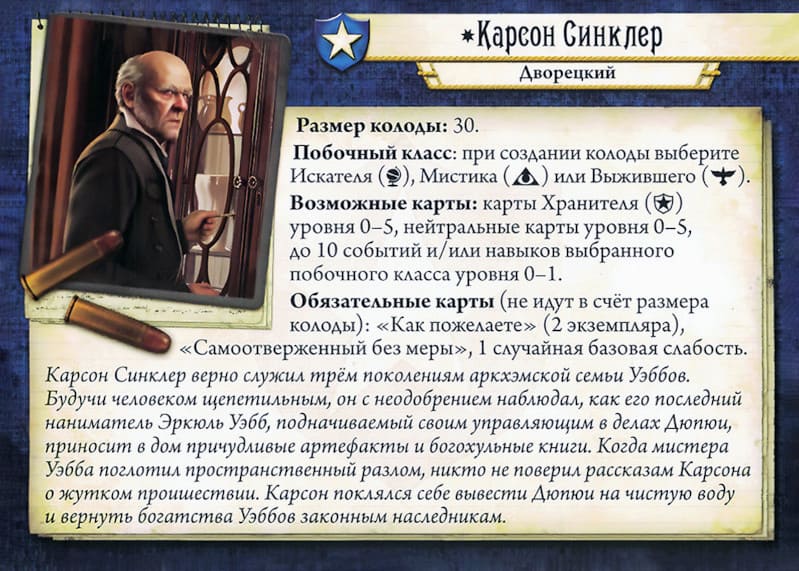 *Карсон Синклер
Дворецкий
Размер колоды: 30.
Побочный класс: при создании колоды выберите
Искателя (), Мистика () или Выжившего ().
Возможные карты: карты Хранителя ()
уровня 0–5, нейтральные карты уровня 0–5,
до 10 событий и/или навыков выбранного
побочного класса уровня 0–1.
Обязательные карты (не идут в счёт размера
колоды): «Как пожелаете» (2 экземпляра),
«Самоотверженный без меры», 1 случайная базовая слабость.
Карсон Синклер верно служил трём поколениям аркхэмской семьи Уэббов.
Будучи человеком щепетильным, он с неодобрением наблюдал, как его последний
наниматель Эркюль Уэбб, подначиваемый своим управляющим в делах Дюпюи,
приносит в дом причудливые артефакты и богохульные книги. Когда мистера
Уэбба поглотил пространственный разлом, никто не поверил рассказам Карсона
о жутком проишествии. Карсон поклялся себе вывести Дюпюи на чистую воду
и вернуть богатства Уэббов законным наследникам.